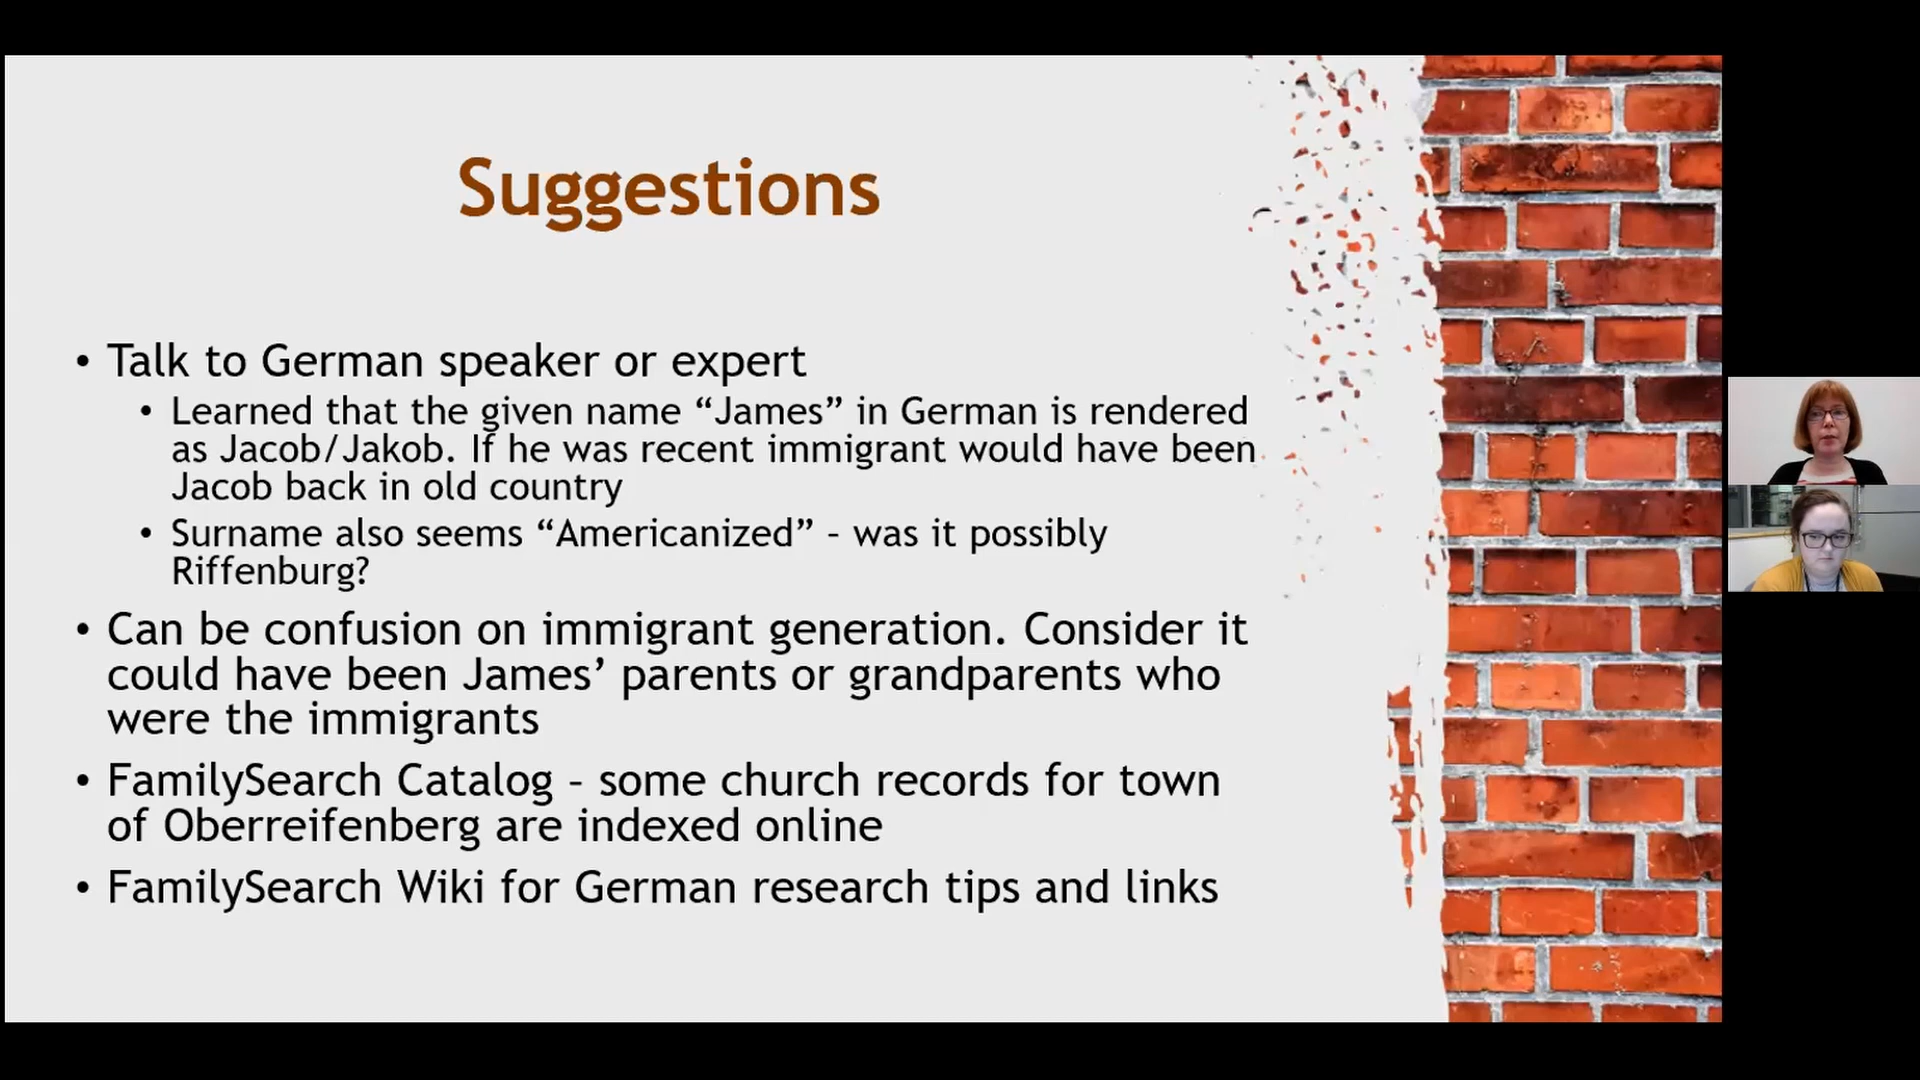 Suggestions
• Talk to German speaker or expert
• Learned that the given name “James” in German is rendered
as Jacob/Jakob. If he was recent immigrant would have been
Jacob back in old country
• Surname also seems “Americanized” – was it possibly
Riffenburg?
• Can be confusion on immigrant generation. Consider it
could have been James’ parents or grandparents who
were the immigrants
• FamilySearch Catalog – some church records for town
of Oberreifenberg are indexed online
• FamilySearch Wiki for German research tips and links